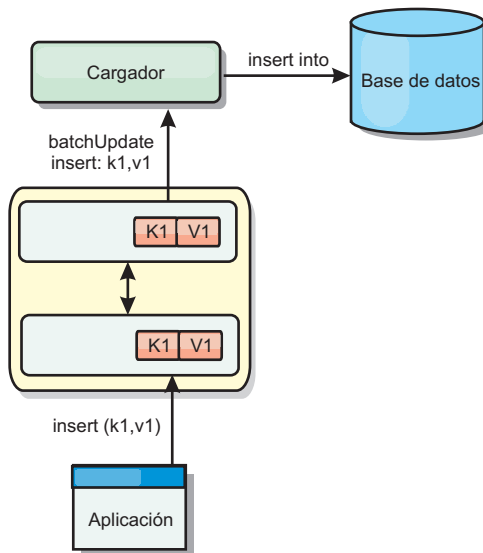 Cargador
insert into
Base de datos
batchUpdate
insert: k1,v1
K1 V1
K1 V1
insert (k1,v1)
Aplicación